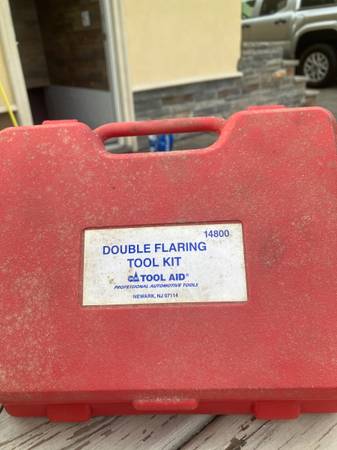 14800
DOUBLE FLARING
TOOL KIT
TOOL AID®
PROFESSIONAL AUTOMOTIVE TOOLS
NEWARK, NJ 07114